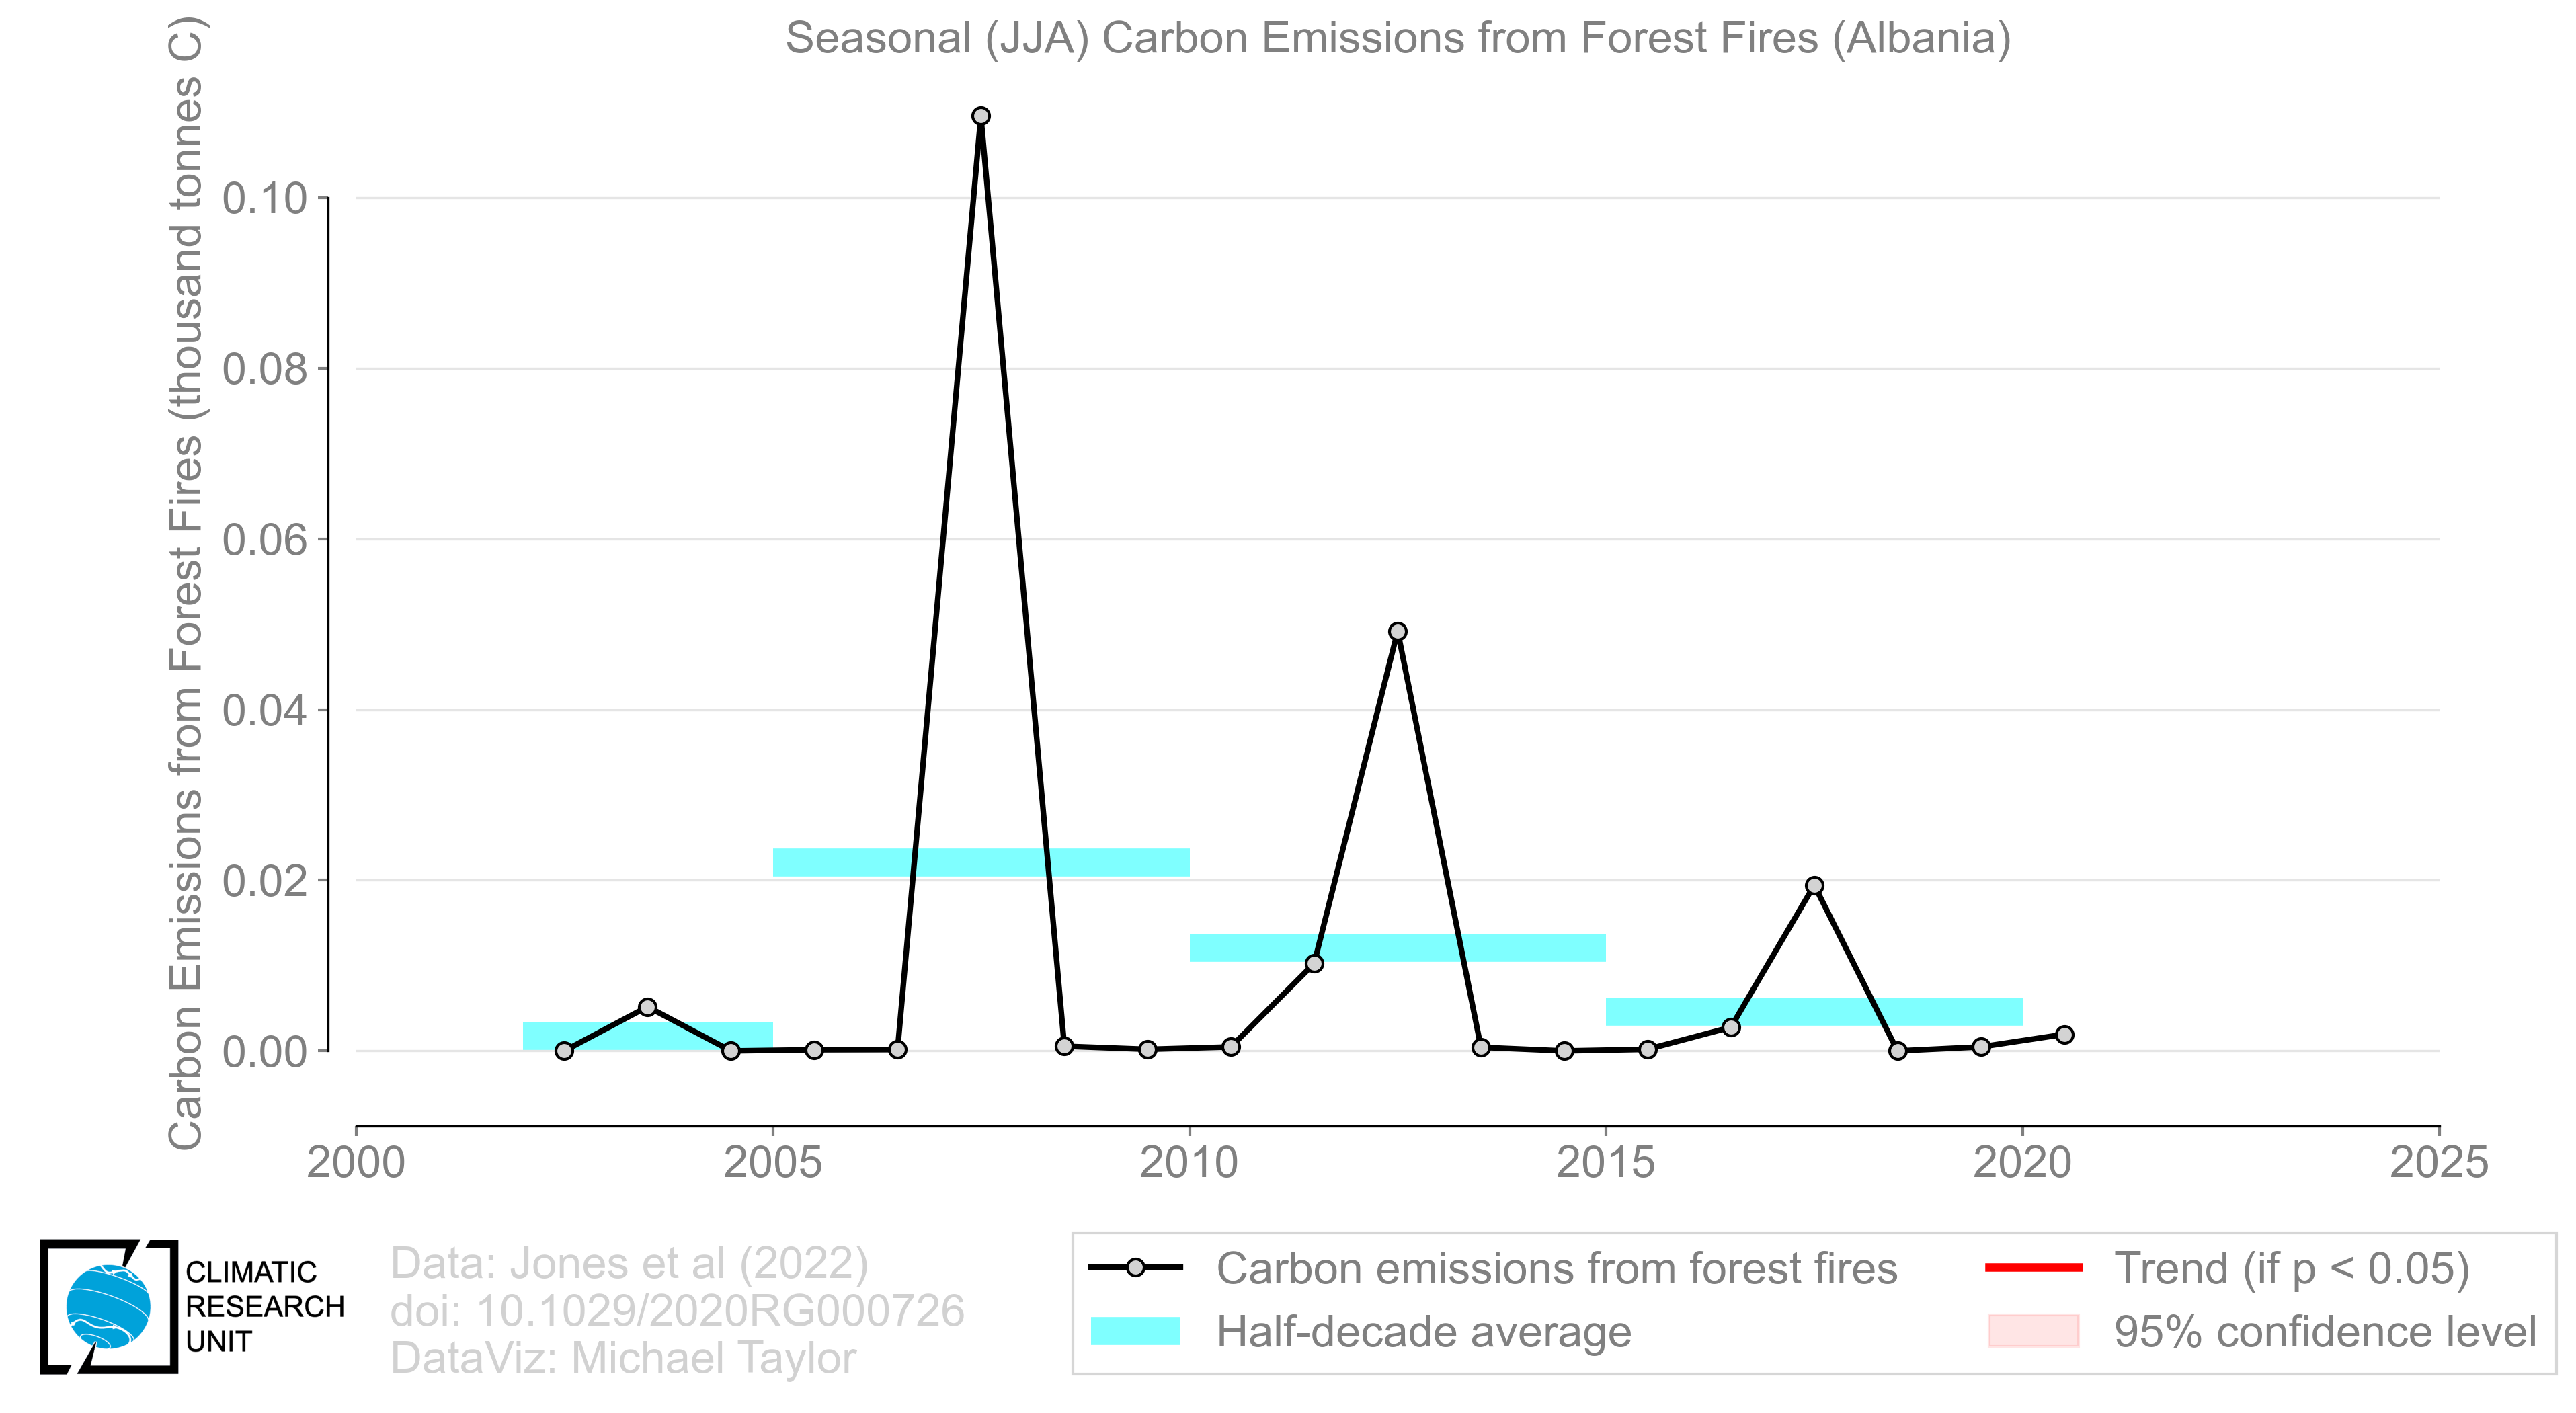 Seasonal (JJA) Carbon Emissions from Forest Fires (Albania)
Carbon Emissions from Forest Fires (thousand tonnes C)
0.10
0.08
0.06
0.04
0.02
0.00
2000
2005
2010
2015
2020
2025
CLIMATIC
RESEARCH
UNIT
Data: Jones et al (2022)
doi: 10.1029/2020RG000726
DataViz: Michael Taylor
Carbon emissions from forest fires
Half-decade average
Trend (if p < 0.05)
95% confidence level